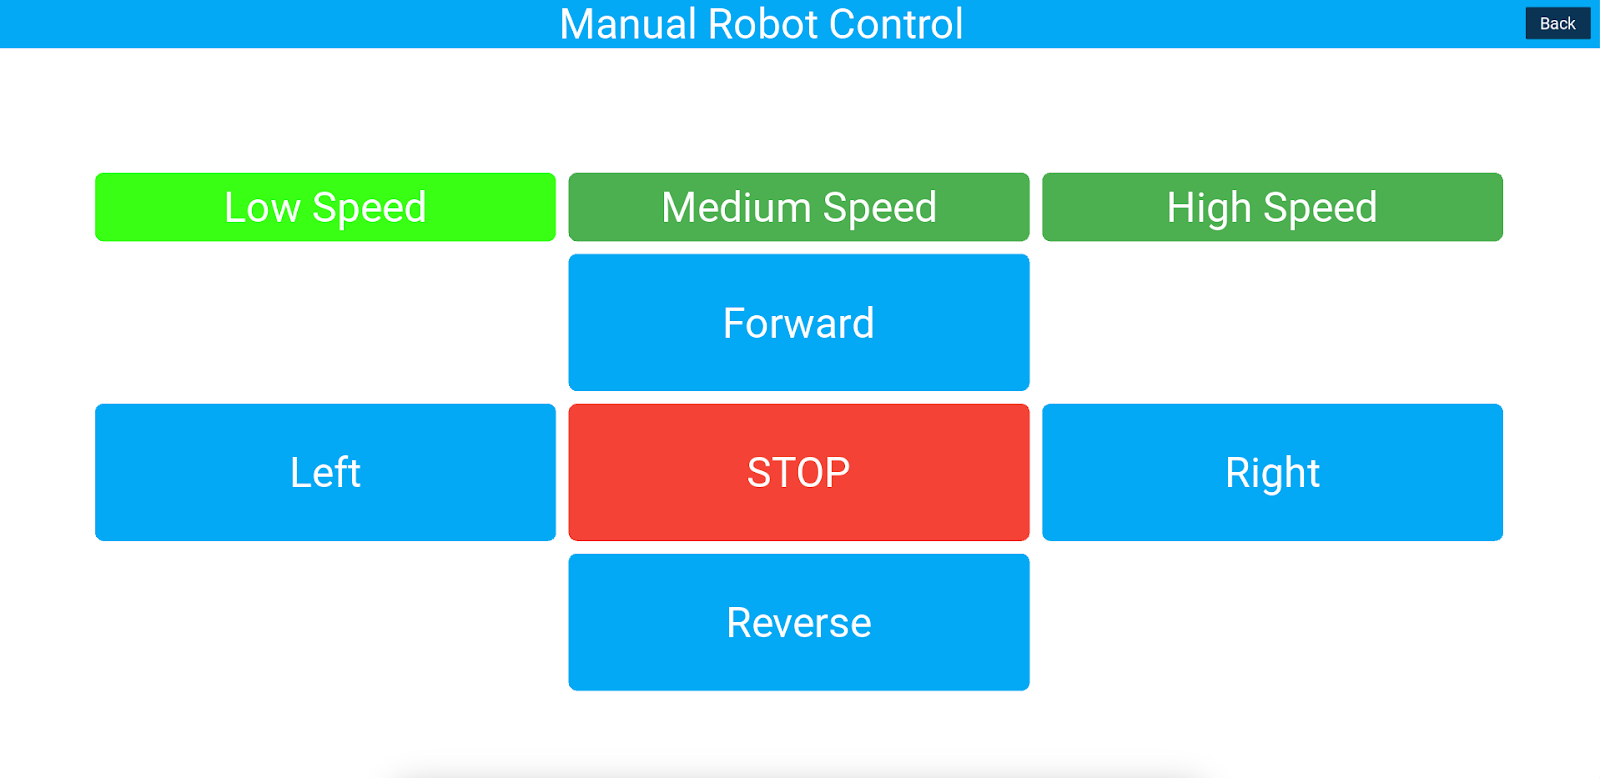 Manual Robot Control
Back
Low Speed
Medium Speed
High Speed
Forward
Left
STOP
Right
Reverse